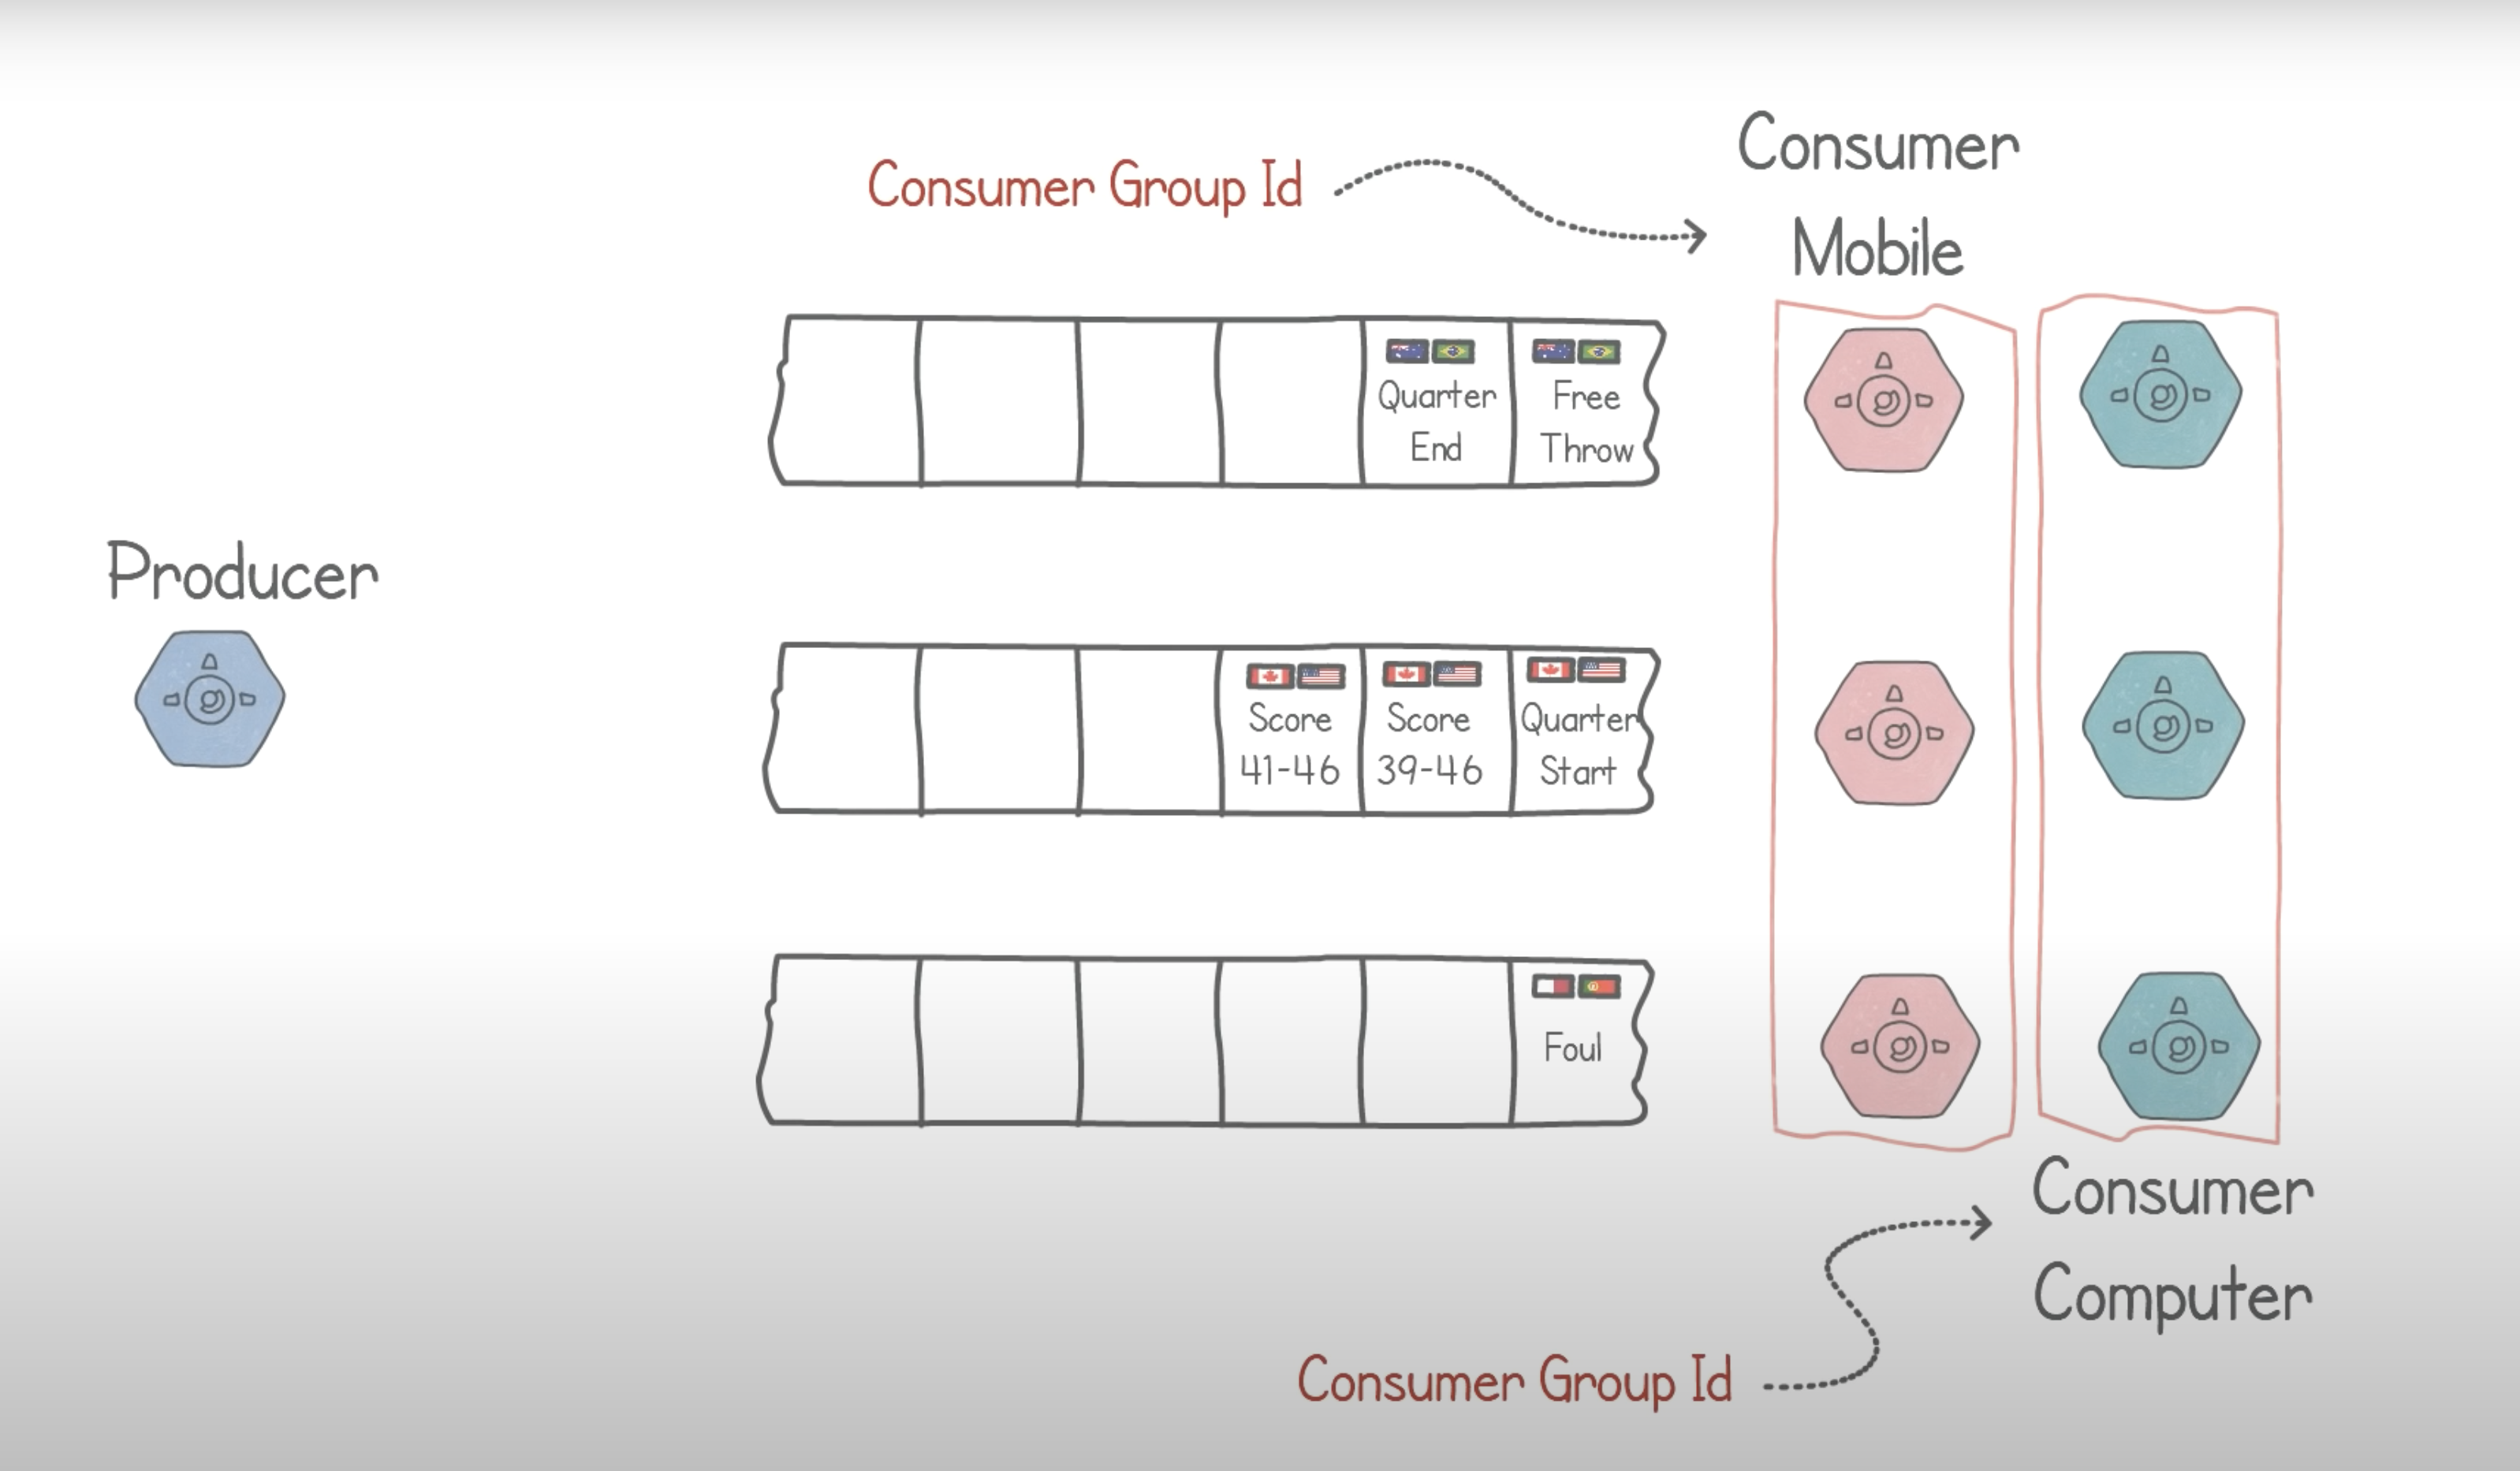 Consumer Group Id
Consumer
Mobile
Quarter
End
Free
Throw
Producer
Score
41-46
Score
39-46
Quarter
Start
Foul
Consumer
Computer
Consumer Group Id